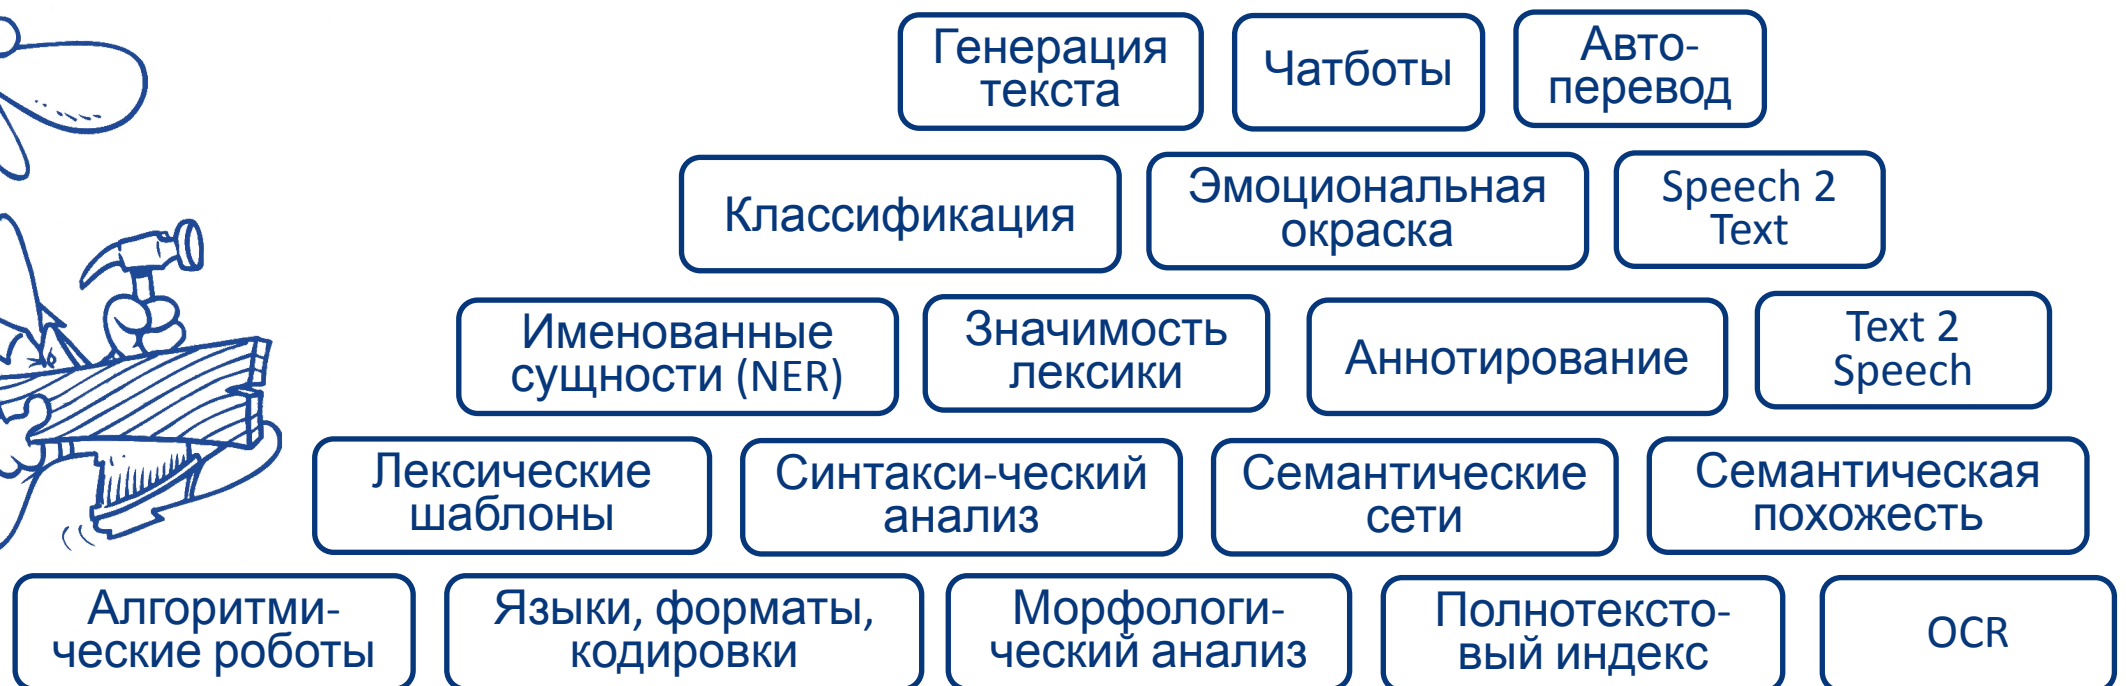 Генерация
текста
Чатботы
Авто-
перевод
Классификация
Эмоциональная
окраска
Speech 2
Text
Именованные
сущности (NER)
Значимость
лексики
Аннотирование
Text 2
Speech
Лексические
шаблоны
Синтакси-ческий
анализ
Семантические
сети
Семантическая
похожесть
Алгоритми-
ческие роботы
Языки, форматы,
кодировки
Морфологи-
ческий анализ
Полнотексто-
вый индекс
OCR